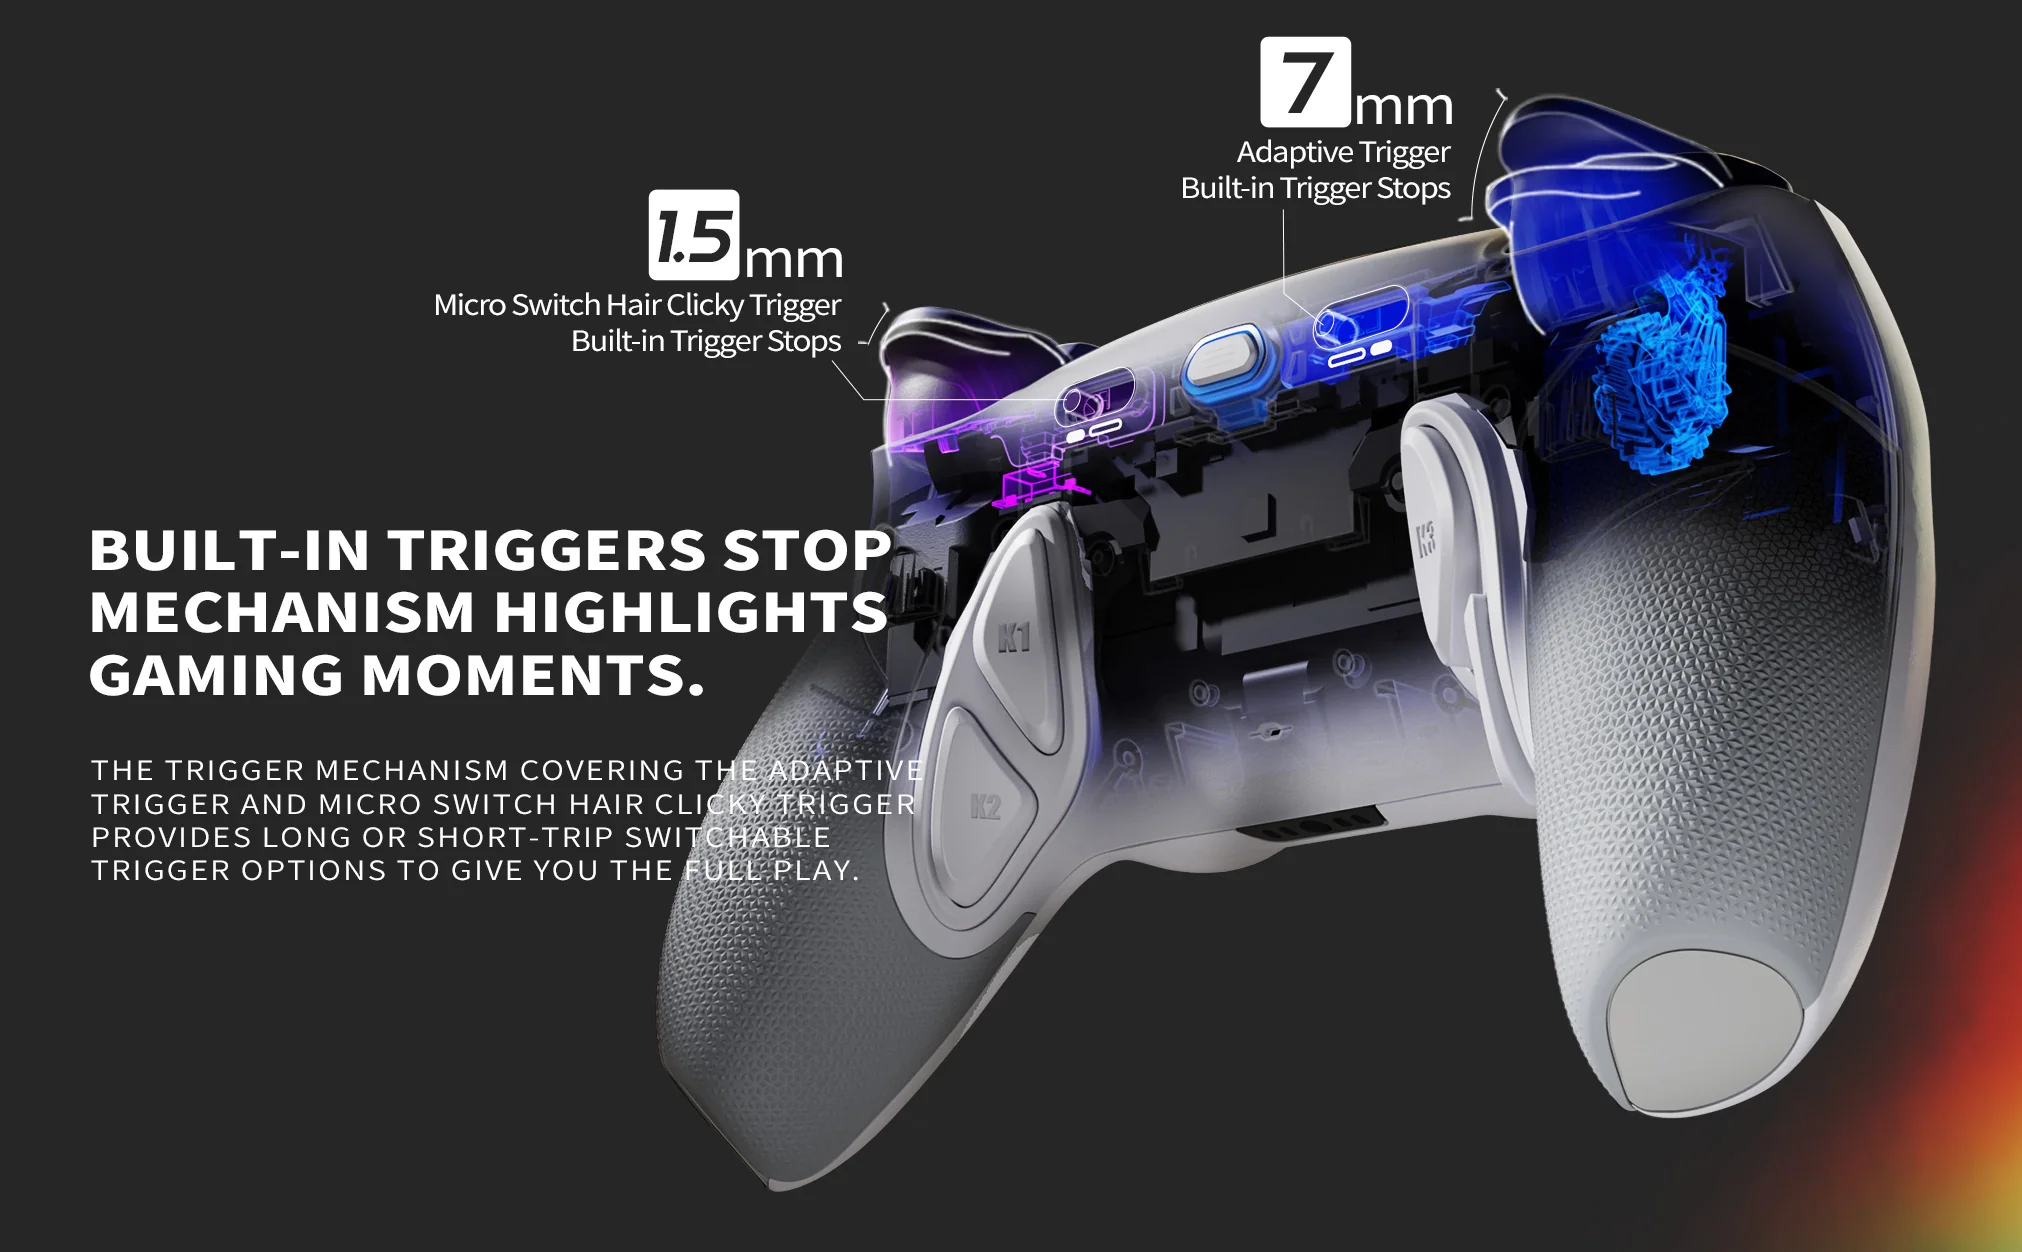 7mm
Adaptive Trigger
Built-in Trigger Stops
1.5mm
Micro Switch Hair Clicky Trigger
Built-in Trigger Stops
BUILT-IN TRIGGERS STOP
MECHANISM HIGHLIGHTS
GAMING MOMENTS.
THE TRIGGER MECHANISM COVERING THE ADAPTIVE
TRIGGER AND MICRO SWITCH HAIR CLICKY TRIGGER
PROVIDES LONG OR SHORT-TRIP SWITCHABLE
TRIGGER OPTIONS TO GIVE YOU THE FULL PLAY.
K1
K2
K3